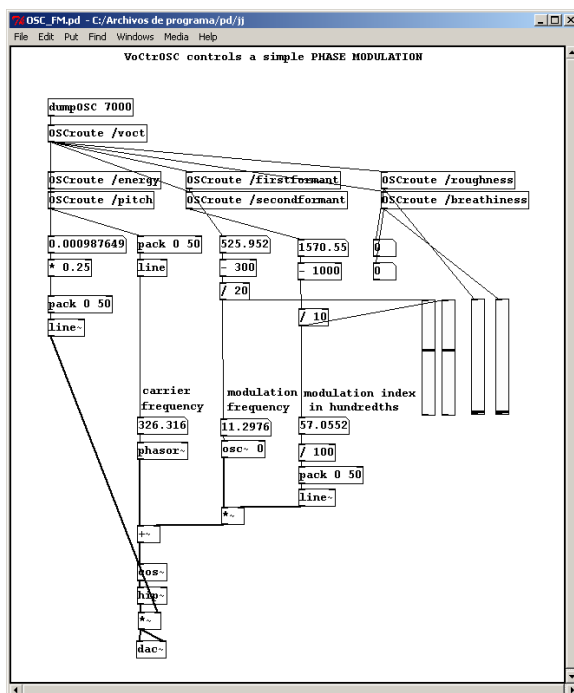 OSC_FM.pd - C:/Archivos de programa/pd/jj
File Edit Put Find Windows Media Help
VoCtrOSC controls a simple PHASE MODULATION
dumpOSC 7000
OSCroute /voct
OSCroute /energy OSCroute /firstformant OSCroute /roughness
OSCroute /pitch OSCroute /secondformant OSCroute /breathiness
0.000987649 pack 0 50 525.952 1570.55 0
* 0.25 line - 300 - 1000 0
/ 20
pack 0 50 / 10
line~
carrier modulation modulation index
frequency frequency in hundredths
326.316 11.2976 57.0552
phasor~ osc~ 0 / 100
pack 0 50
line~
*~
+~
cos~
hip~
*~
dac~